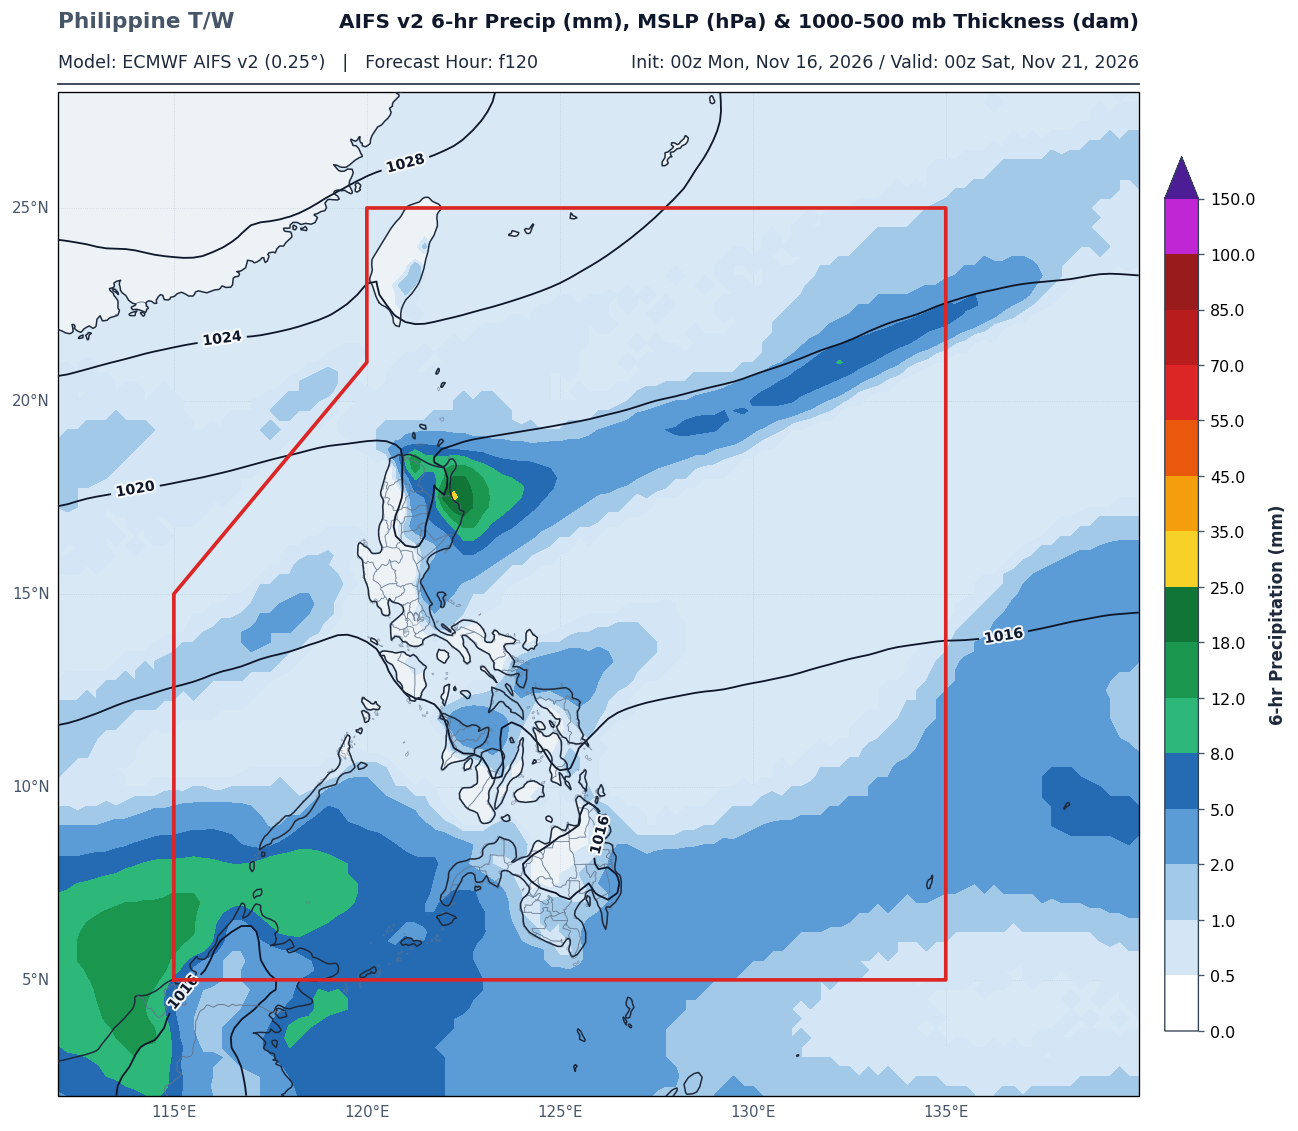 Philippine T/W
AIFS v2 6-hr Precip (mm), MSLP (hPa) & 1000-500 mb Thickness (dam)
Model: ECMWF AIFS v2 (0.25°)   |   Forecast Hour: f120
Init: 00z Mon, Nov 16, 2026 / Valid: 00z Sat, Nov 21, 2026
1028
1024
1020
1016
1016
1016
25°N
20°N
15°N
10°N
5°N
115°E
120°E
125°E
130°E
135°E
150.0
100.0
85.0
70.0
55.0
45.0
35.0
25.0
18.0
12.0
8.0
5.0
2.0
1.0
0.5
0.0
6-hr Precipitation (mm)